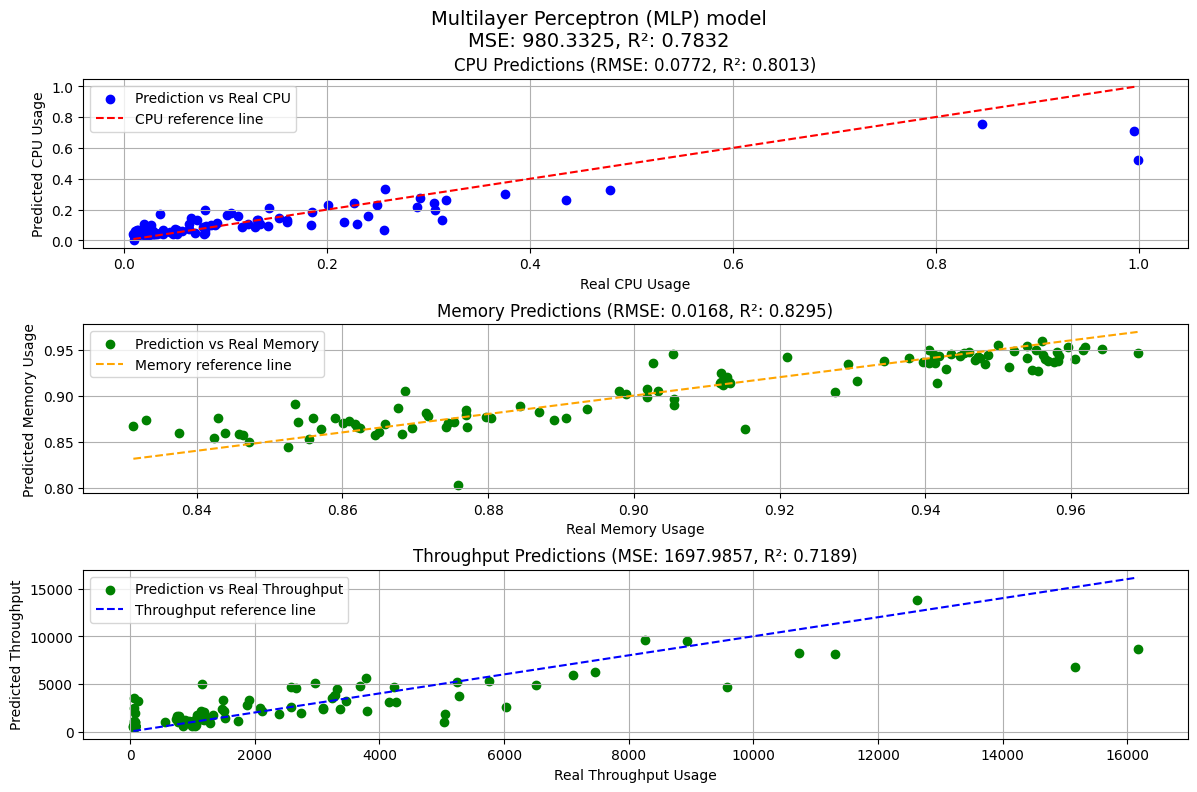 Multilayer Perceptron (MLP) model
MSE: 980.3325, R²: 0.7832
CPU Predictions (RMSE: 0.0772, R²: 0.8013)
Predicted CPU Usage
1.0
0.8
0.6
0.4
0.2
0.0
Prediction vs Real CPU
CPU reference line
0.0 0.2 0.4 0.6 0.8 1.0
Real CPU Usage
Memory Predictions (RMSE: 0.0168, R²: 0.8295)
Predicted Memory Usage
0.95
0.90
0.85
0.80
Prediction vs Real Memory
Memory reference line
0.84 0.86 0.88 0.90 0.92 0.94 0.96
Real Memory Usage
Throughput Predictions (MSE: 1697.9857, R²: 0.7189)
Predicted Throughput
15000
10000
5000
0
Prediction vs Real Throughput
Throughput reference line
0 2000 4000 6000 8000 10000 12000 14000 16000
Real Throughput Usage